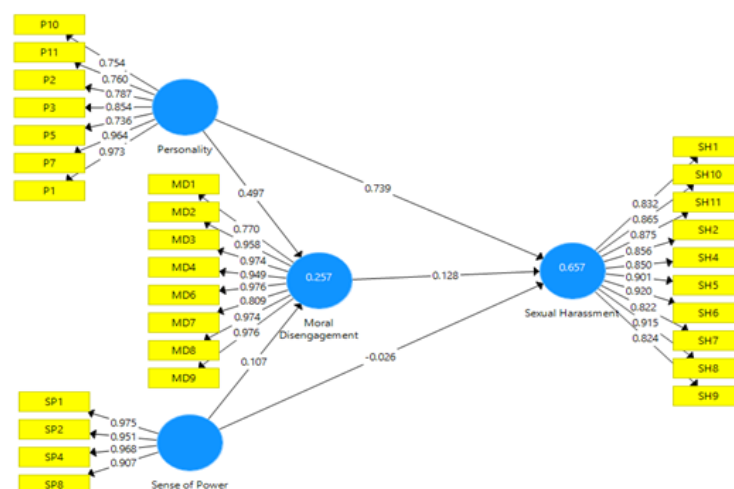 P10
P11
P2
P3
P5
P7
P1
0.754
0.760
0.787
0.854
0.736
0.964
0.973
Personality
0.497
0.739
MD1
MD2
MD3
MD4
MD6
MD7
MD8
MD9
0.770
0.958
0.974
0.949
0.976
0.809
0.974
0.976
0.257
Moral
Disengagement
0.128
0.107
-0.026
SP1
SP2
SP4
SP8
0.975
0.951
0.968
0.907
Sense of Power
0.657
Sexual Harassment
0.832
0.865
0.875
0.856
0.850
0.901
0.920
0.822
0.915
0.824
SH1
SH10
SH11
SH2
SH4
SH5
SH6
SH7
SH8
SH9